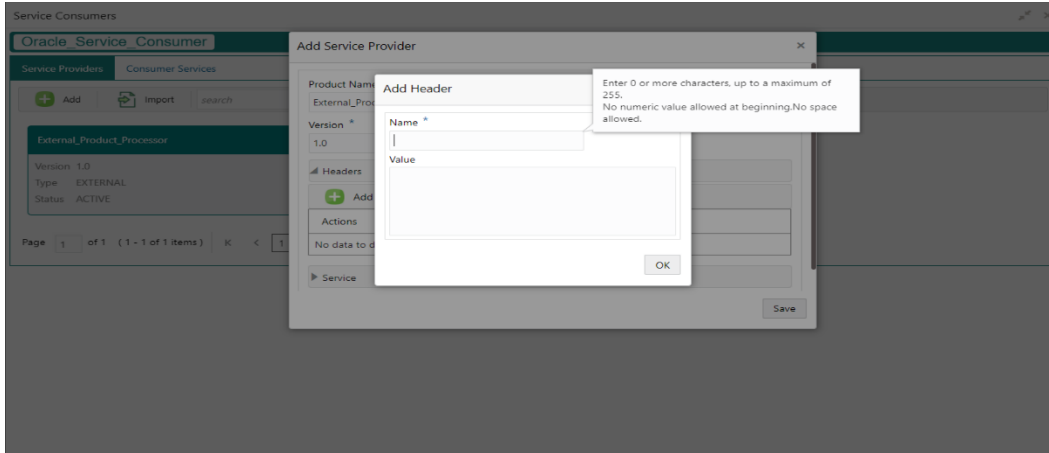 Service Consumers
Oracle_Service_Consumer
Service Providers Consumer Services
Add Import search
External_Product_Processor
Version 1.0
Type EXTERNAL
Status ACTIVE
Page 1 of 1 (1 - 1 of 1 items) K < 1
Add Service Provider ×
Product Name
External_Proc
Version *
1.0
Headers
Add
Actions
No data to d
Service
Save
Add Header
Name *
Value
OK
Enter 0 or more characters, up to a maximum of
255.
No numeric value allowed at beginning.No space
allowed.